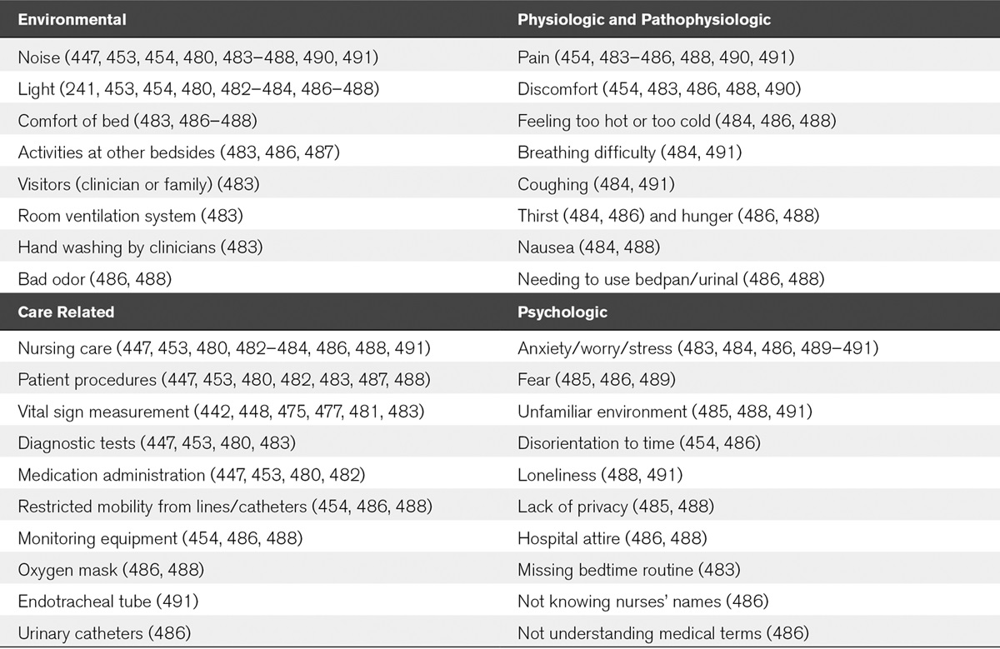 Environmental Physiologic and Pathophysiologic
Noise (447, 453, 454, 480, 483–488, 490, 491) Pain (454, 483–486, 488, 490, 491)
Light (241, 453, 454, 480, 482–484, 486–488) Discomfort (454, 483, 486, 488, 490)
Comfort of bed (483, 486–488) Feeling too hot or too cold (484, 486, 488)
Activities at other bedsides (483, 486, 487) Breathing difficulty (484, 491)
Visitors (clinician or family) (483) Coughing (484, 491)
Room ventilation system (483) Thirst (484, 486) and hunger (486, 488)
Hand washing by clinicians (483) Nausea (484, 488)
Bad odor (486, 488) Needing to use bedpan/urinal (486, 488)
Care Related Psychologic
Nursing care (447, 453, 480, 482–484, 486, 488, 491) Anxiety/worry/stress (483, 484, 486, 489–491)
Patient procedures (447, 453, 480, 482, 483, 487, 488) Fear (485, 486, 489)
Vital sign measurement (442, 448, 475, 477, 481, 483) Unfamiliar environment (485, 488, 491)
Diagnostic tests (447, 453, 480, 483) Disorientation to time (454, 486)
Medication administration (447, 453, 480, 482) Loneliness (488, 491)
Restricted mobility from lines/catheters (454, 486, 488) Lack of privacy (485, 488)
Monitoring equipment (454, 486, 488) Hospital attire (486, 488)
Oxygen mask (486, 488) Missing bedtime routine (483)
Endotracheal tube (491) Not knowing nurses’ names (486)
Urinary catheters (486) Not understanding medical terms (486)